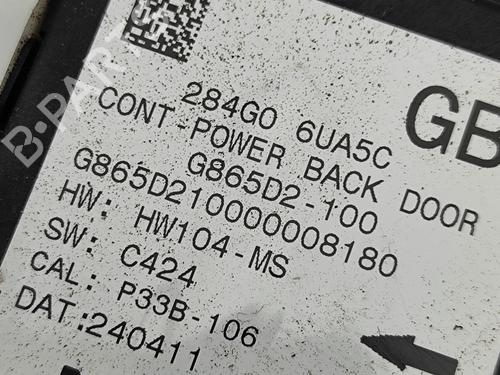 284G0 6UA5C
GB
CONT-POWER BACK DOOR
G865D2-100
G865D210000008180
HW: HW104-MS
SW: C424
CAL: P33B-106
DAT:240411
B-PARTS